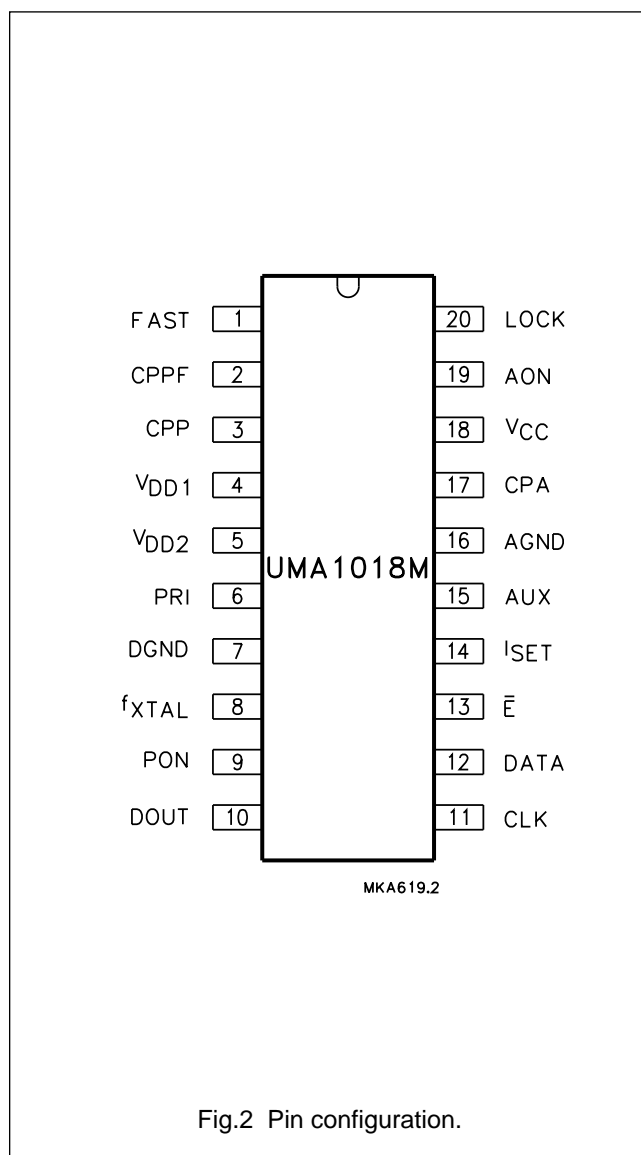 FAST 1 20 LOCK
CPPF 2 19 AON
CPP 3 18 VCC
VDD1 4 17 CPA
VDD2 5 16 AGND
UMA1018M
PRI 6 15 AUX
DGND 7 14 ISET
fXTAL 8 13 E̅
PON 9 12 DATA
DOUT 10 11 CLK
MKA619.2
Fig.2 Pin configuration.